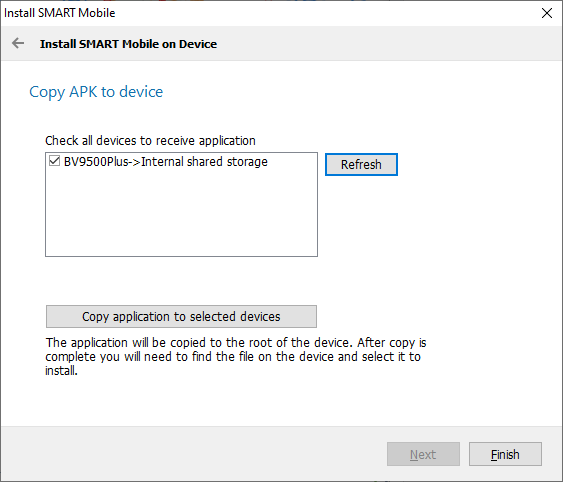 Install SMART Mobile
Install SMART Mobile on Device
Copy APK to device
Check all devices to receive application
BV9500Plus->Internal shared storage
Refresh
Copy application to selected devices
The application will be copied to the root of the device. After copy is
complete you will need to find the file on the device and select it to
install.
Next
Finish